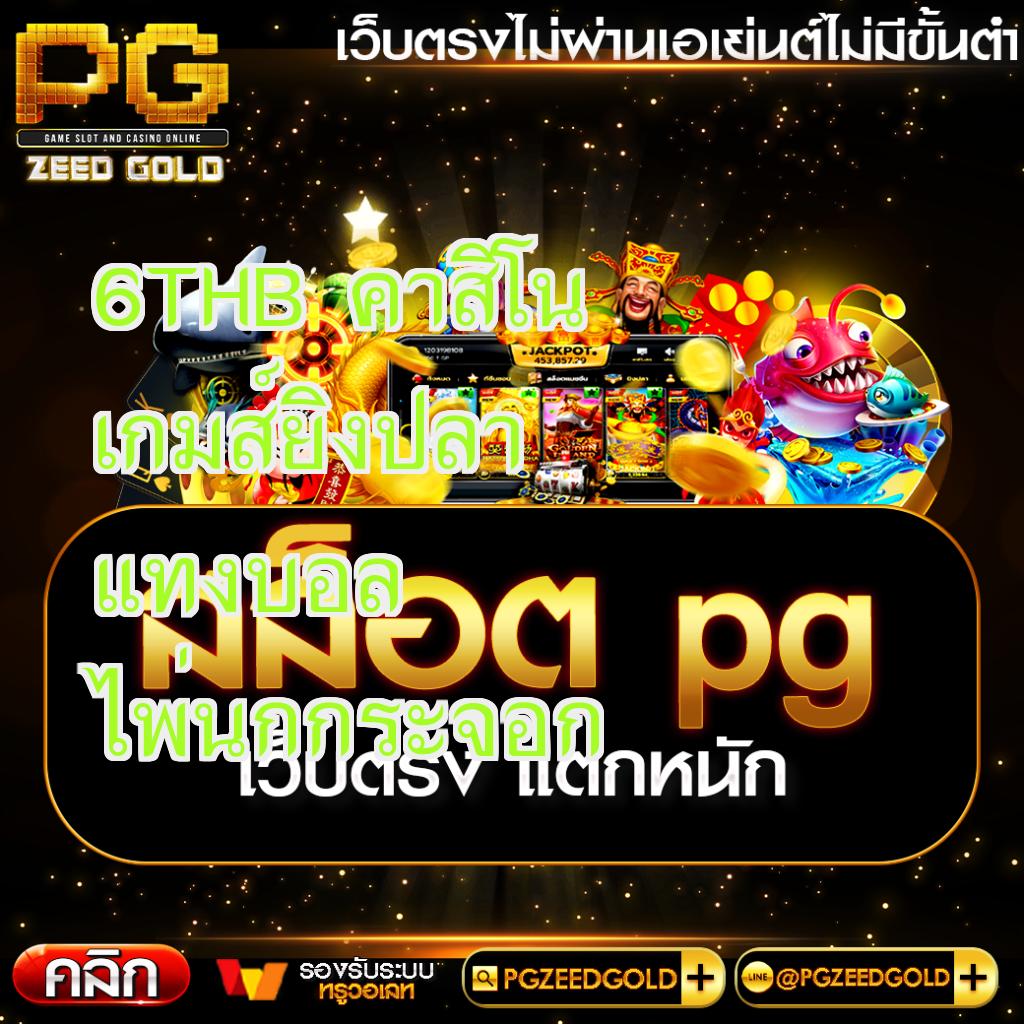 เว็บตรงไม่ผ่านเอเย่นต์ไม่มีขั้นต่ำ
PG
GAME SLOT AND CASINO ONLINE
ZEED GOLD
6THB คาสิโน
เกมส์ยิงปลา
แทงบอล
ไพ่นกกระจอก
JACKPOT
453,857.29
1203198108
สล็อต pg
เว็บตรง แตกหนัก
คลิก
รองรับระบบ
ทรูวอเลท
PGZEEDGOLD
LINE @PGZEEDGOLD